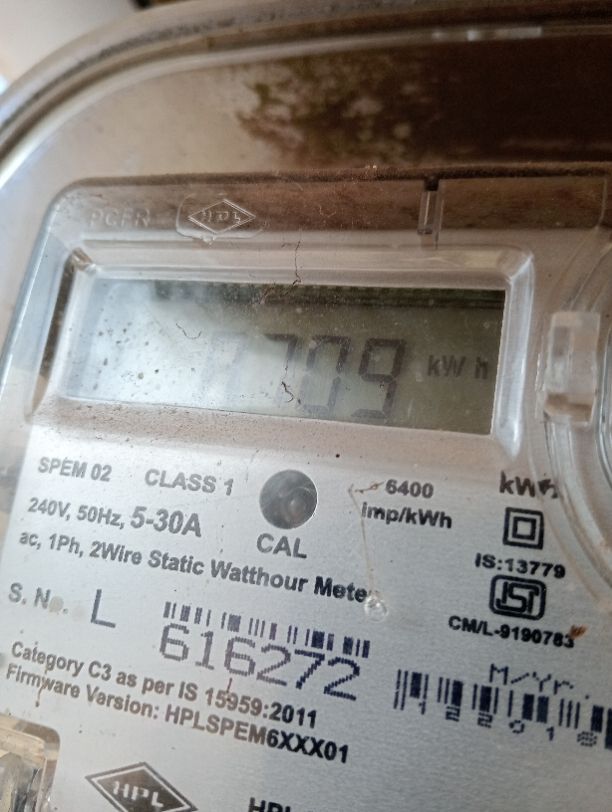 PCFR HPL
709 kWh
SPEM 02 CLASS 1 6400 kWh
240V, 50Hz, 5-30A imp/kWh
CAL
ac, 1Ph, 2Wire Static Watthour Meter
IS:13779
S. No. L 616272
CM/L-9190783
M/Yr.
Category C3 as per IS 15959:2011
Firmware Version: HPLSPEM6XXX01
HPL HPL